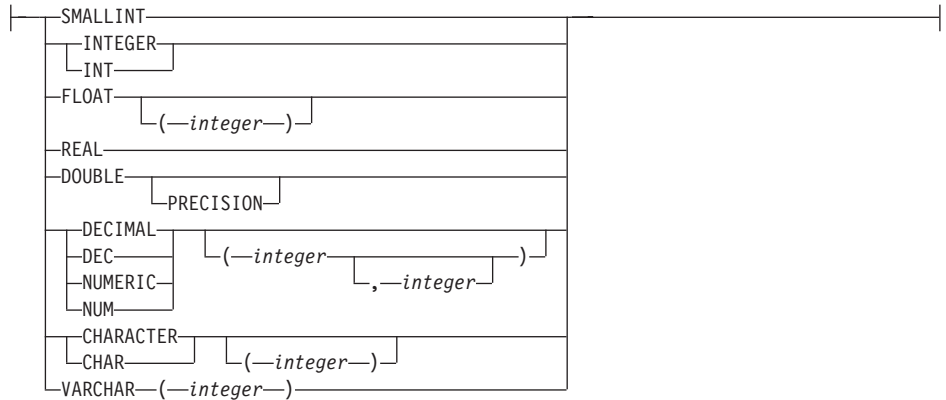 SMALLINT
INTEGER
INT
FLOAT
( integer )
REAL
DOUBLE
PRECISION
DECIMAL
DEC ( integer )
NUMERIC , integer
NUM
CHARACTER
CHAR ( integer )
VARCHAR ( integer )